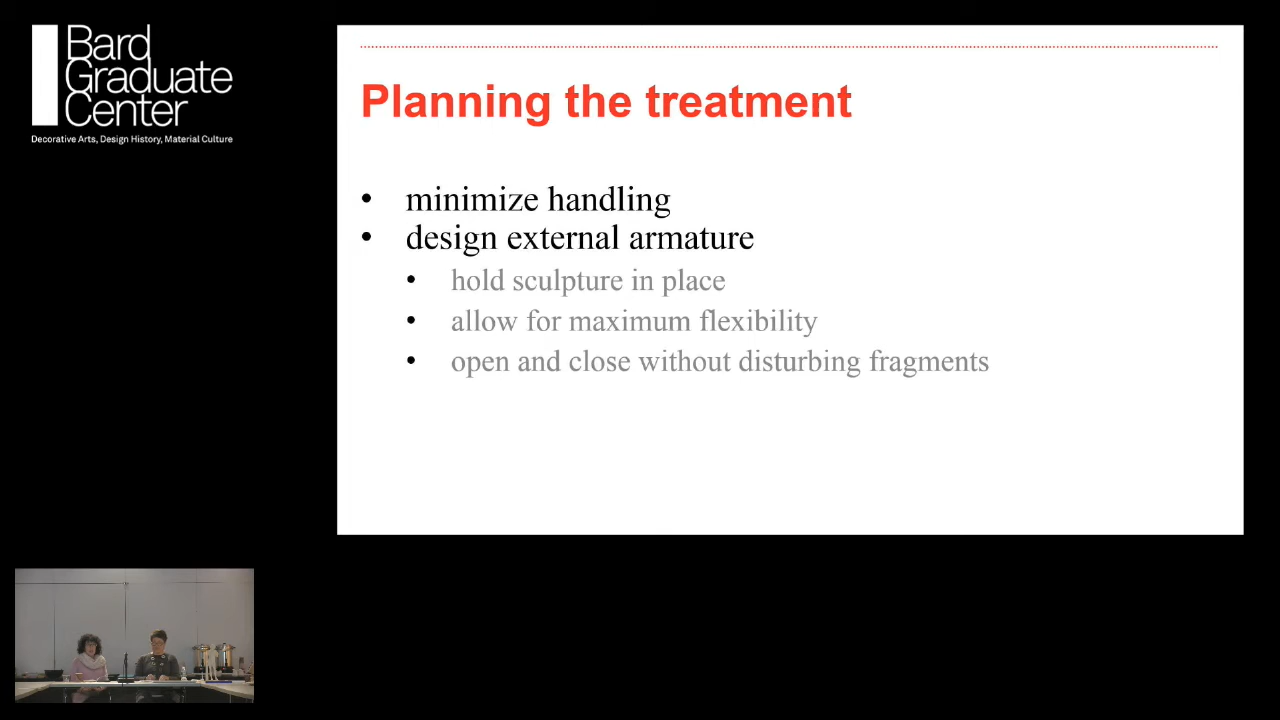 Bard
Graduate
Center
Decorative Arts, Design History, Material Culture
Planning the treatment
• minimize handling
• design external armature
• hold sculpture in place
• allow for maximum flexibility
• open and close without disturbing fragments